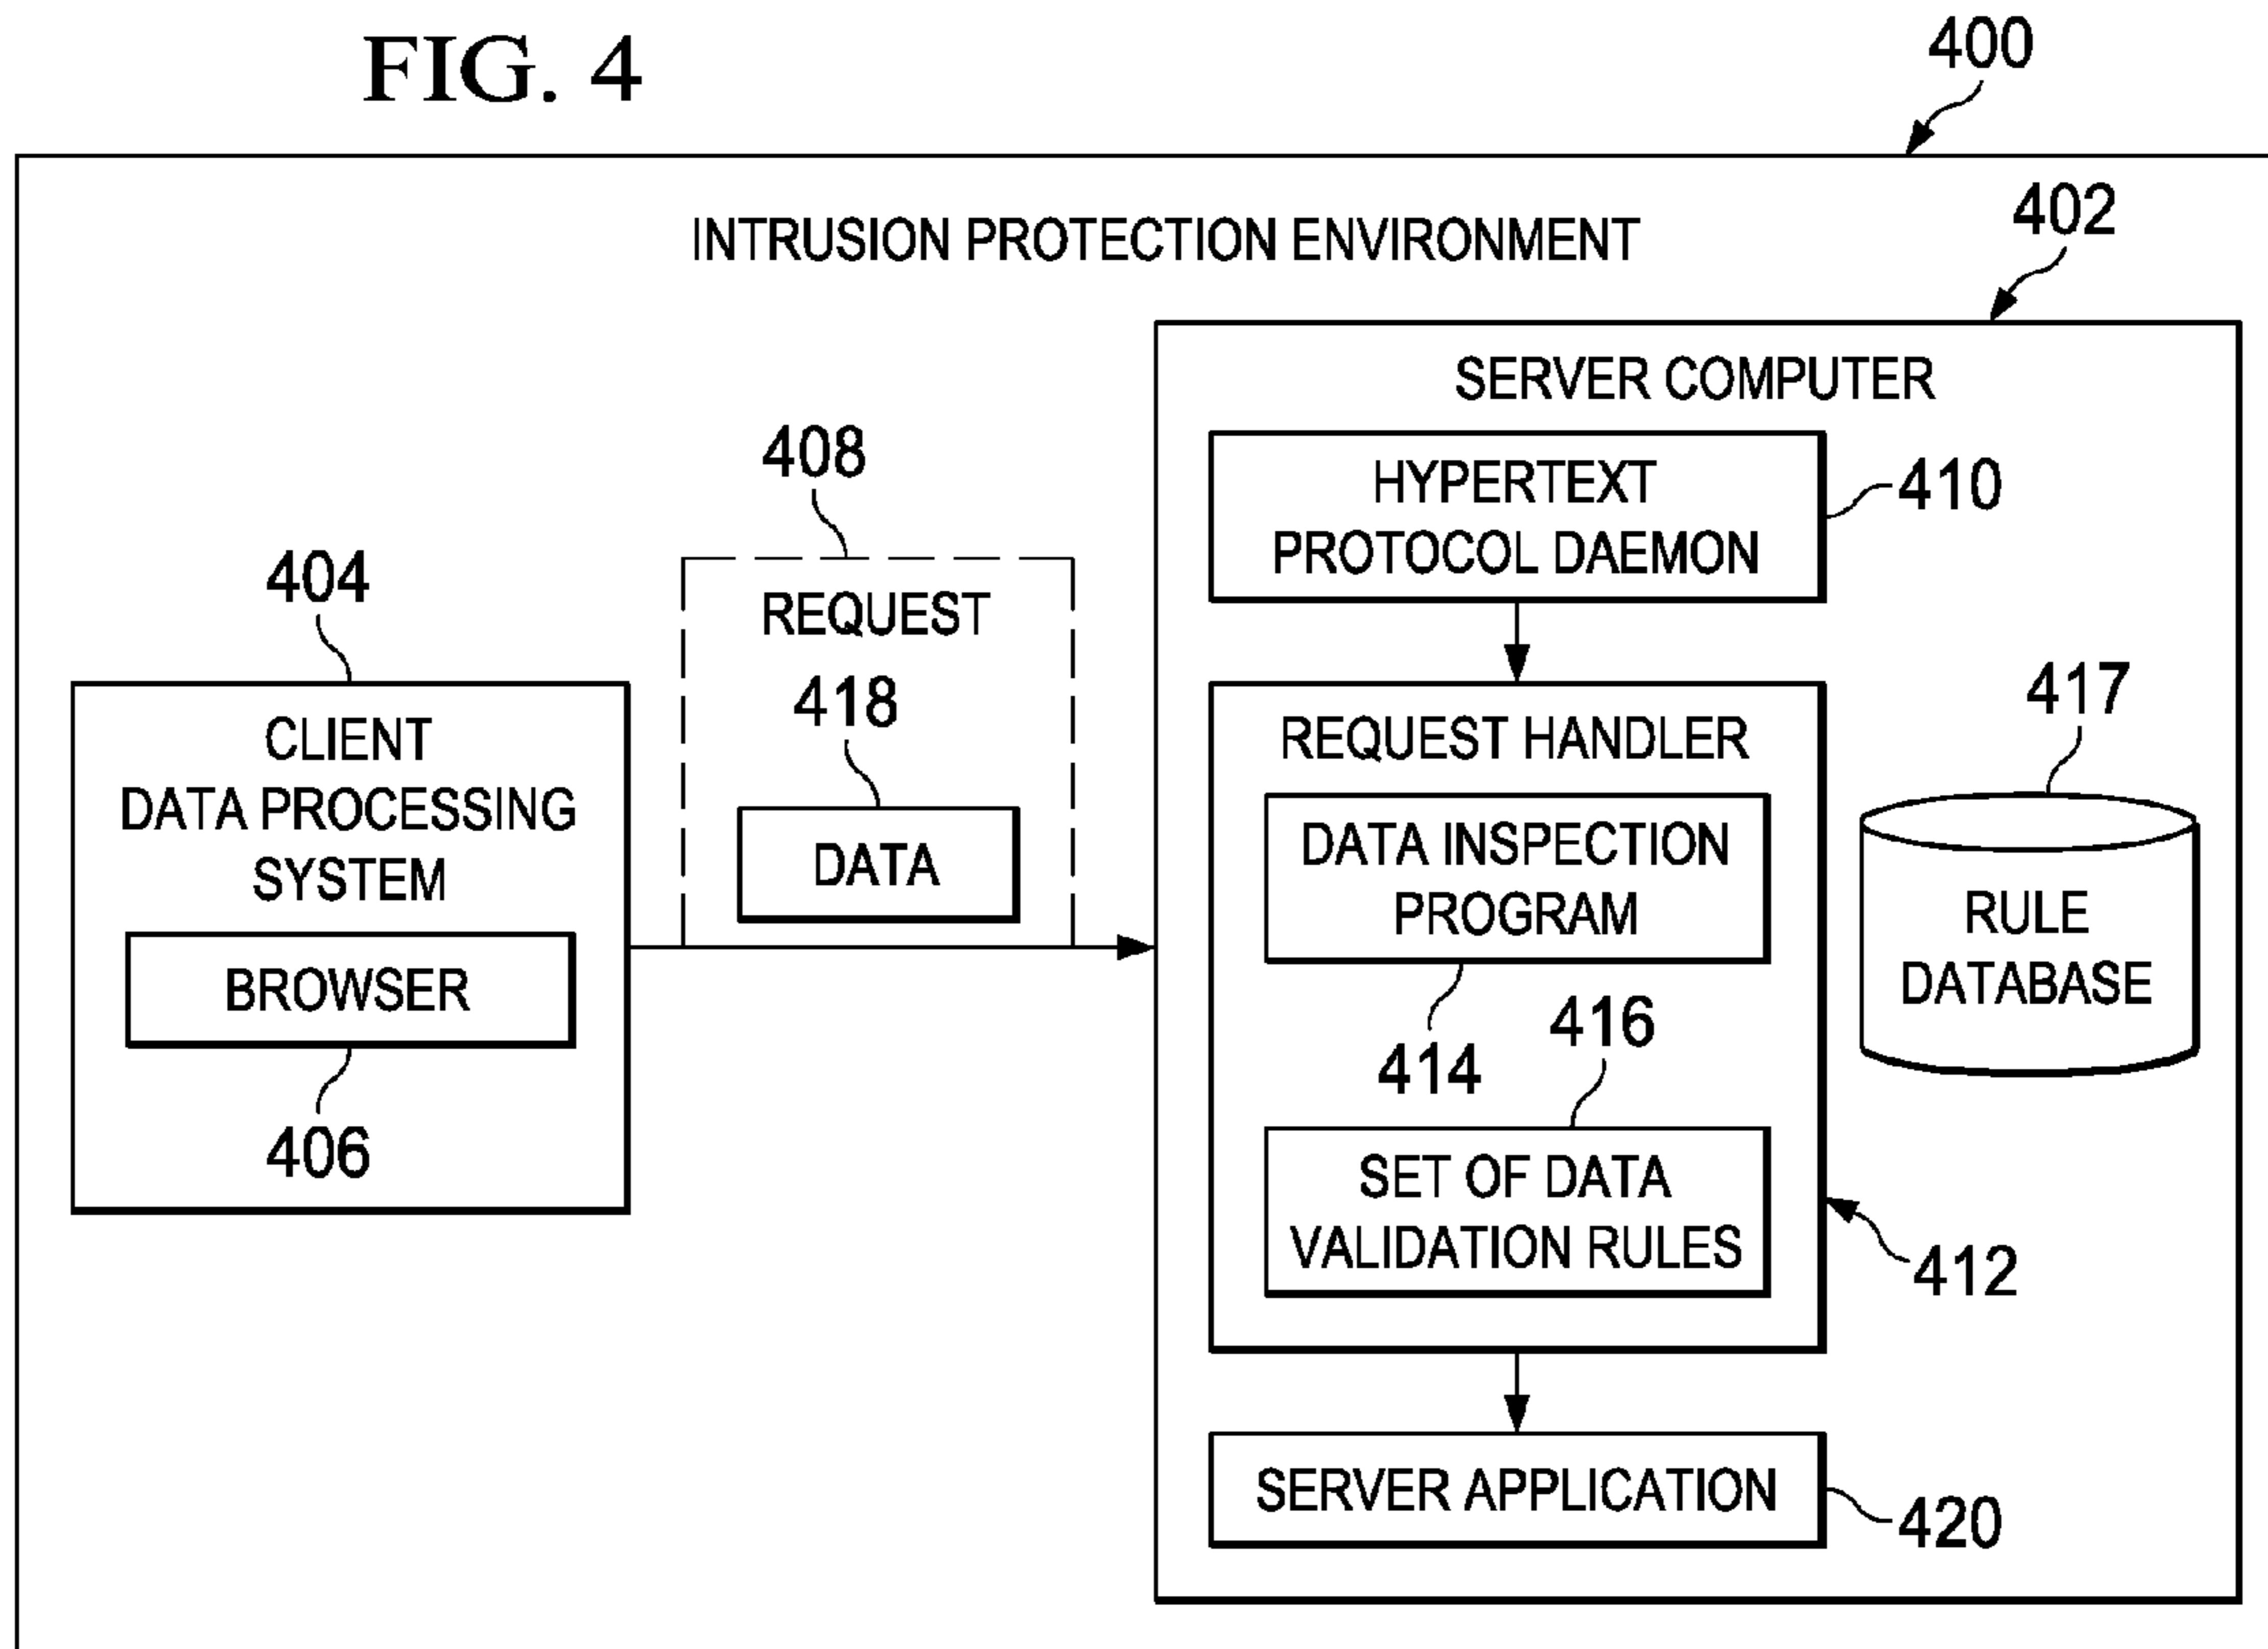 FIG. 4
400
INTRUSION PROTECTION ENVIRONMENT
402
SERVER COMPUTER
HYPERTEXT
PROTOCOL DAEMON
410
408
REQUEST
418
DATA
404
CLIENT
DATA PROCESSING
SYSTEM
BROWSER
406
REQUEST HANDLER
DATA INSPECTION
PROGRAM
414
416
SET OF DATA
VALIDATION RULES
412
417
RULE
DATABASE
SERVER APPLICATION
420